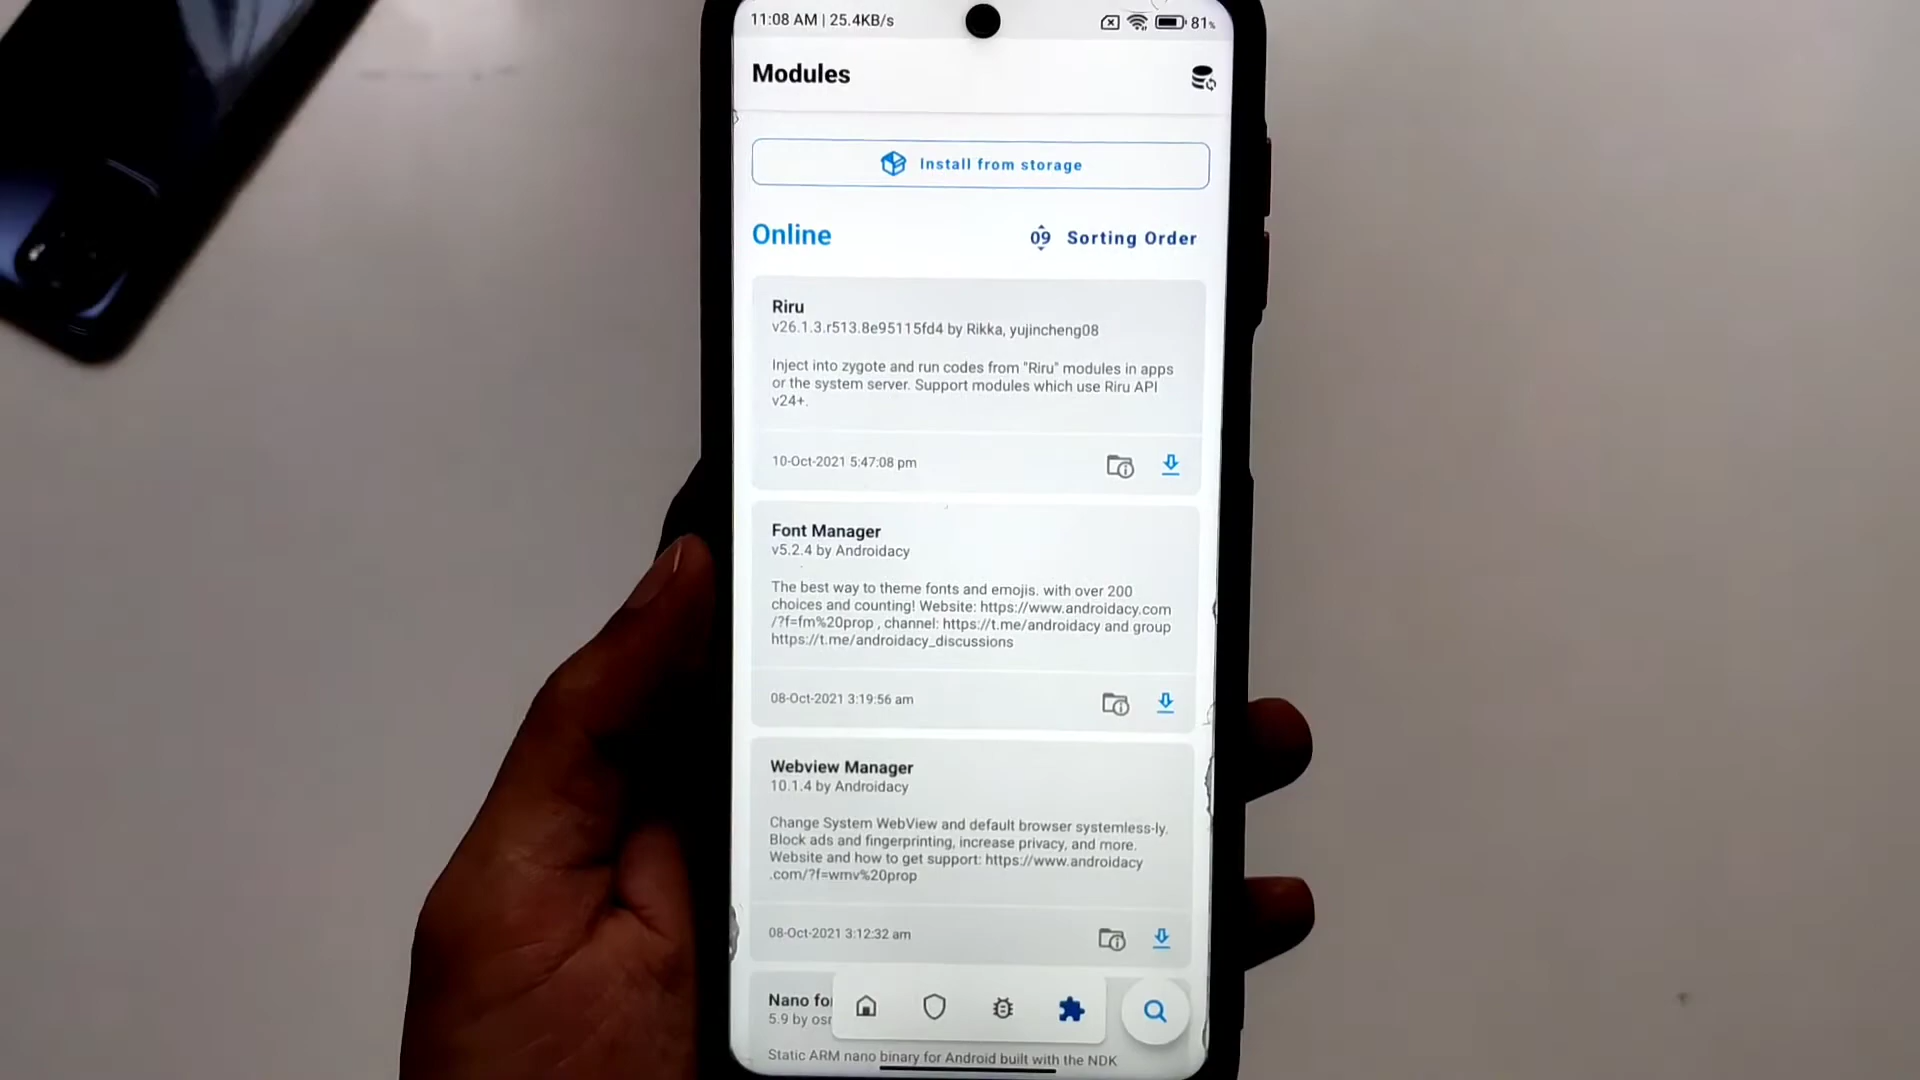 11:08 AM | 25.4KB/s
81%
Modules
Install from storage
Online
09 Sorting Order
Riru
v26.1.3.r513.8e95115fd4 by Rikka, yujincheng08
Inject into zygote and run codes from "Riru" modules in apps
or the system server. Support modules which use Riru API
v24+.
10-Oct-2021 5:47:08 pm
Font Manager
v5.2.4 by Androidacy
The best way to theme fonts and emojis. with over 200
choices and counting! Website: https://www.androidacy.com
/?f=fm%20prop , channel: https://t.me/androidacy and group
https://t.me/androidacy_discussions
08-Oct-2021 3:19:56 am
Webview Manager
10.1.4 by Androidacy
Change System WebView and default browser systemless-ly.
Block ads and fingerprinting, increase privacy, and more.
Website and how to get support: https://www.androidacy
.com/?f=wmv%20prop
08-Oct-2021 3:12:32 am
Nano fo
5.9 by osr
Static ARM nano binary for Android built with the NDK